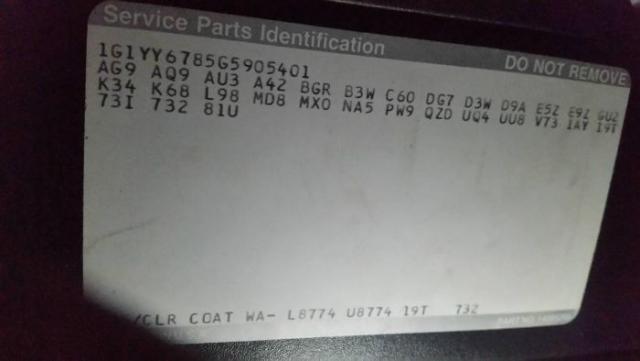 Service Parts Identification
DO NOT REMOVE
1G1YY6785G5905401
AG9 AQ9 AU3 A42 BGR B3W C60 DG7 D3W D9A E5Z E9Z GU2
K34 K68 L98 MD8 MX0 NA5 PW9 QZD UQ4 UU8 V73 1AY 19T
73I 732 81U
/CLR COAT WA- L8774 U8774 19T 732